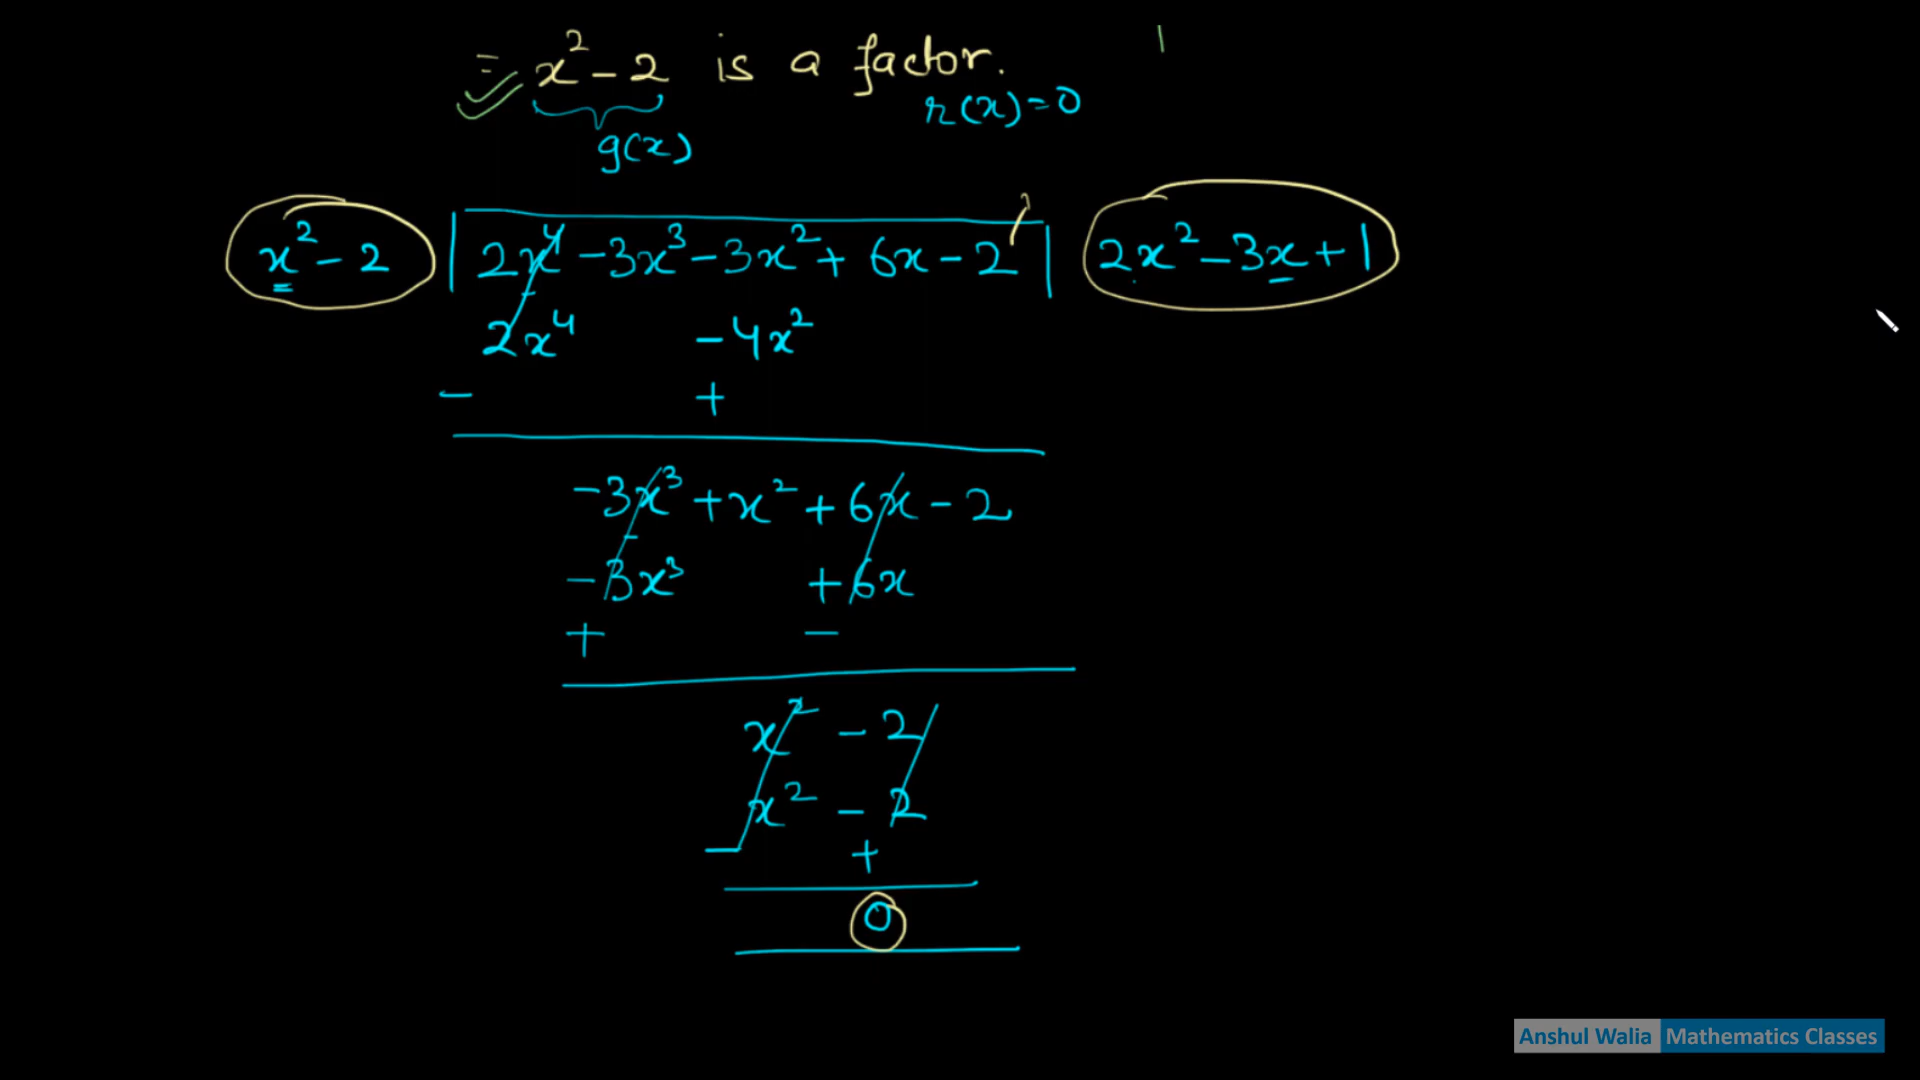 = x² - 2 is a factor.
g(x) r(x) = 0
x² - 2 | 2x⁴ - 3x³ - 3x² + 6x - 2 | 2x² - 3x + 1
2x⁴ - 4x²
- +
-3x³ + x² + 6x - 2
-3x³ + 6x
+ -
x² - 2
x² - 2
- +
0
Anshul Walia Mathematics Classes